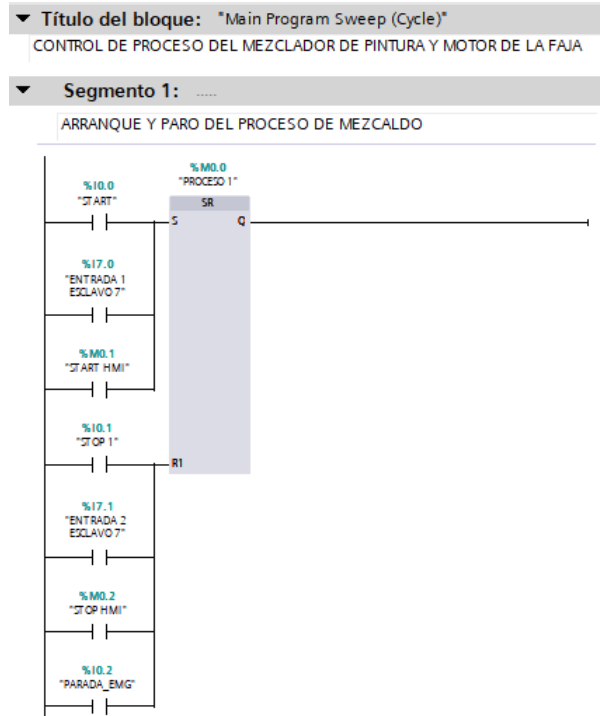 Título del bloque: "Main Program Sweep (Cycle)"
CONTROL DE PROCESO DEL MEZCLADOR DE PINTURA Y MOTOR DE LA FAJA
Segmento 1: .....
ARRANQUE Y PARO DEL PROCESO DE MEZCALDO
%M0.0
"PROCESO 1"
%I0.0
"START"
SR
S Q
%I7.0
"ENTRADA 1
ESCLAVO 7"
%M0.1
"START HMI"
%I0.1
"STOP 1"
R1
%I7.1
"ENTRADA 2
ESCLAVO 7"
%M0.2
"STOP HMI"
%I0.2
"PARADA_EMG"